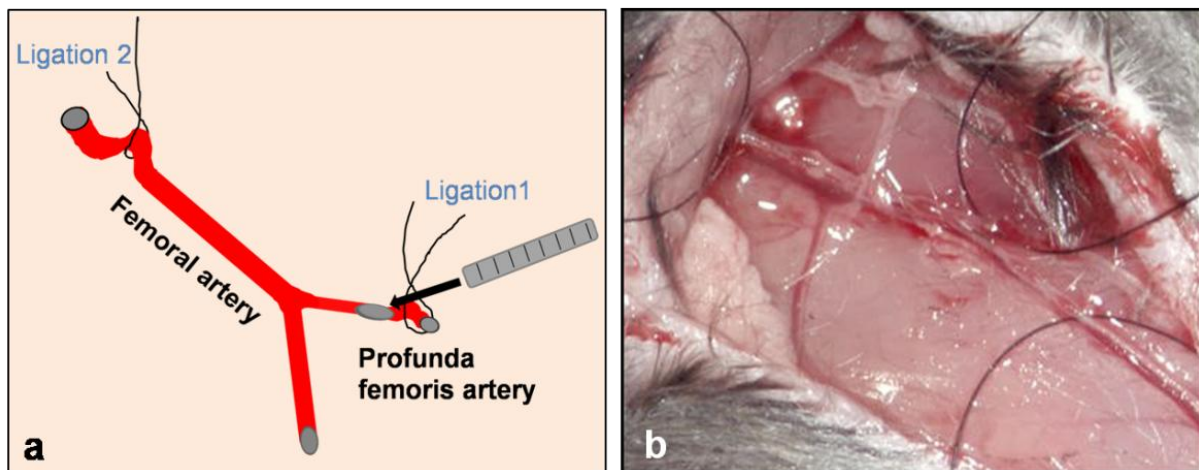 Ligation 2
Ligation1
Femoral artery
Profunda
femoris artery
a
b